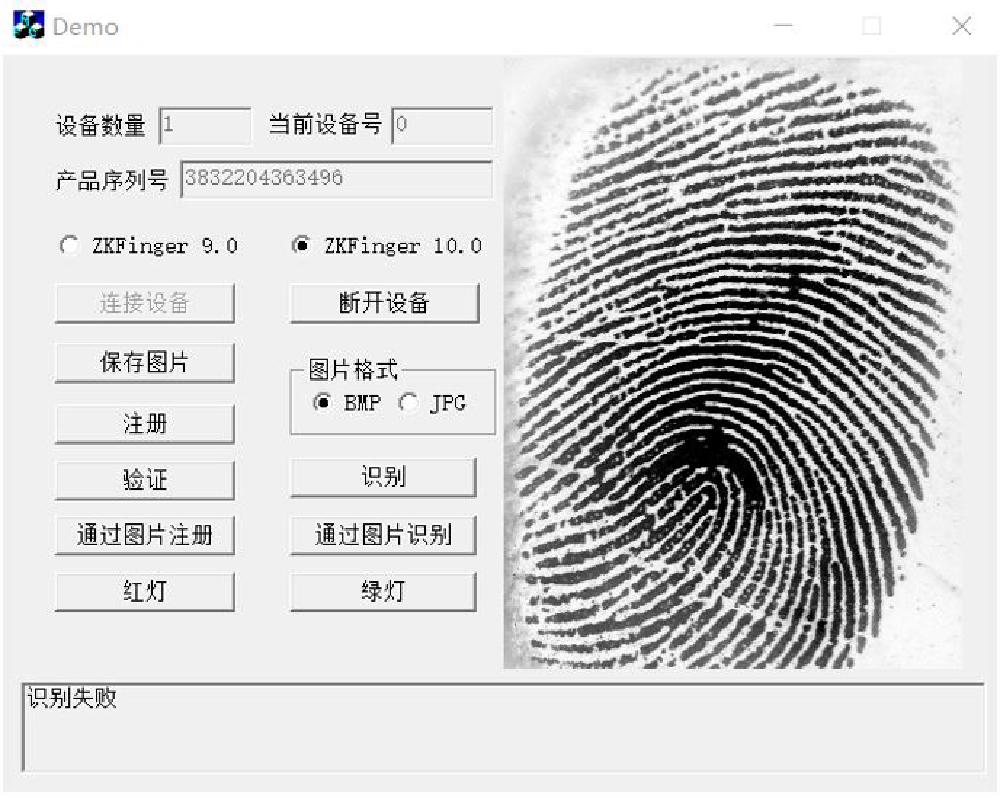 Demo
设备数量 1 当前设备号 0
产品序列号 3832204363496
ZKFinger 9.0 ZKFinger 10.0
连接设备 断开设备
保存图片 图片格式
BMP JPG
注册
验证 识别
通过图片注册 通过图片识别
红灯 绿灯
识别失败